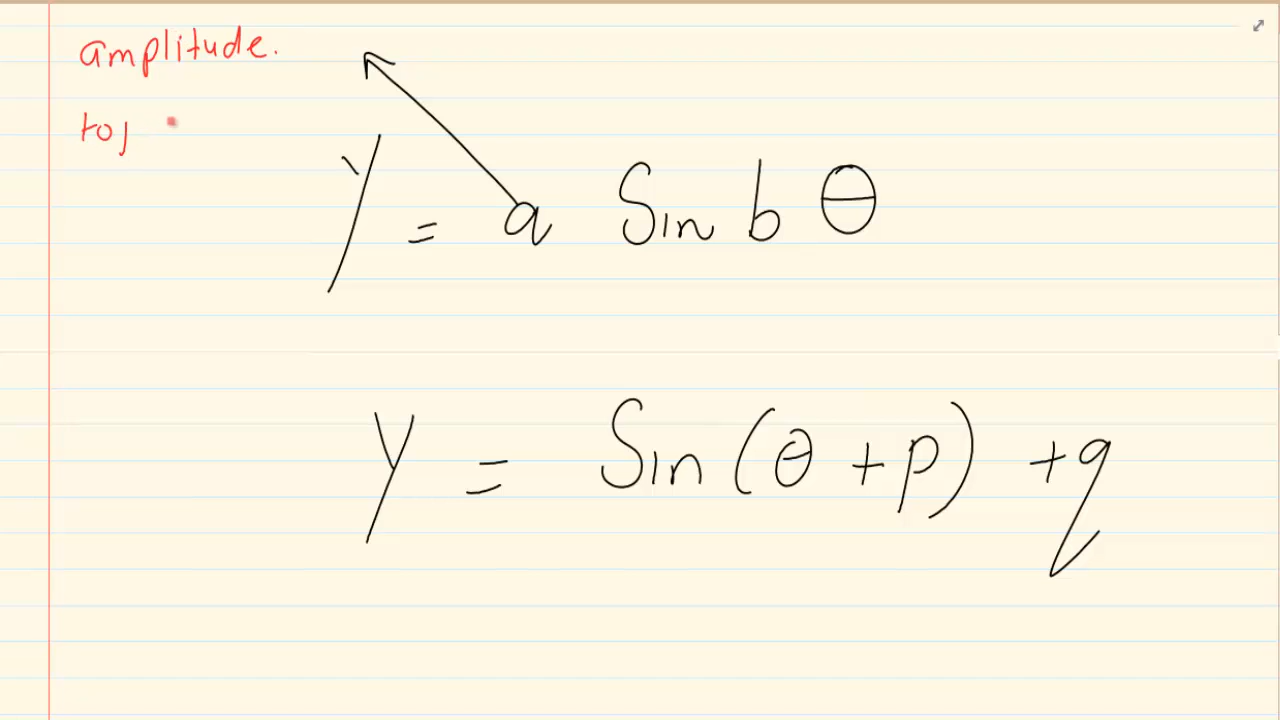 amplitude.
y = a Sin b θ
y = Sin(θ + p) + q